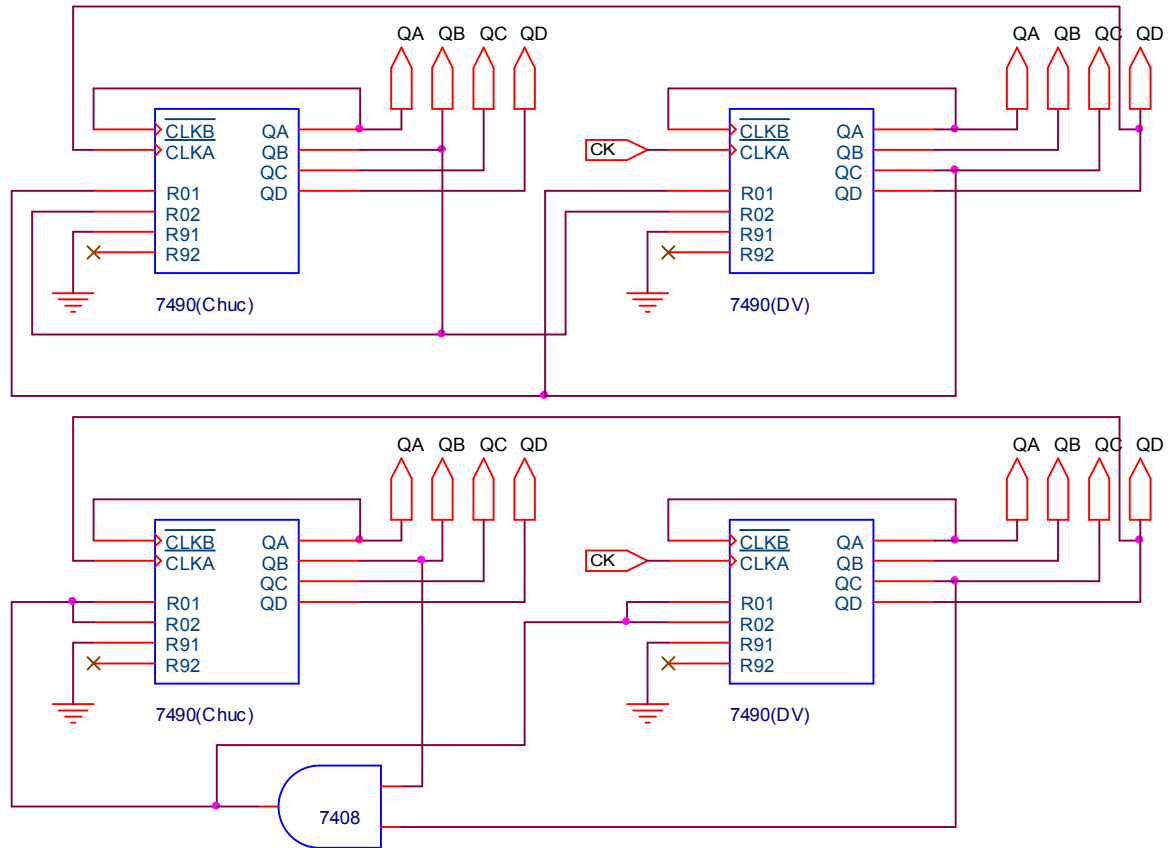 QA QB QC QD
QA QB QC QD
CLKB
CLKA
R01
R02
R91
R92
QA
QB
QC
QD
7490(Chuc)
CK
CLKB
CLKA
R01
R02
R91
R92
QA
QB
QC
QD
7490(DV)
QA QB QC QD
QA QB QC QD
CLKB
CLKA
R01
R02
R91
R92
QA
QB
QC
QD
7490(Chuc)
CK
CLKB
CLKA
R01
R02
R91
R92
QA
QB
QC
QD
7490(DV)
7408